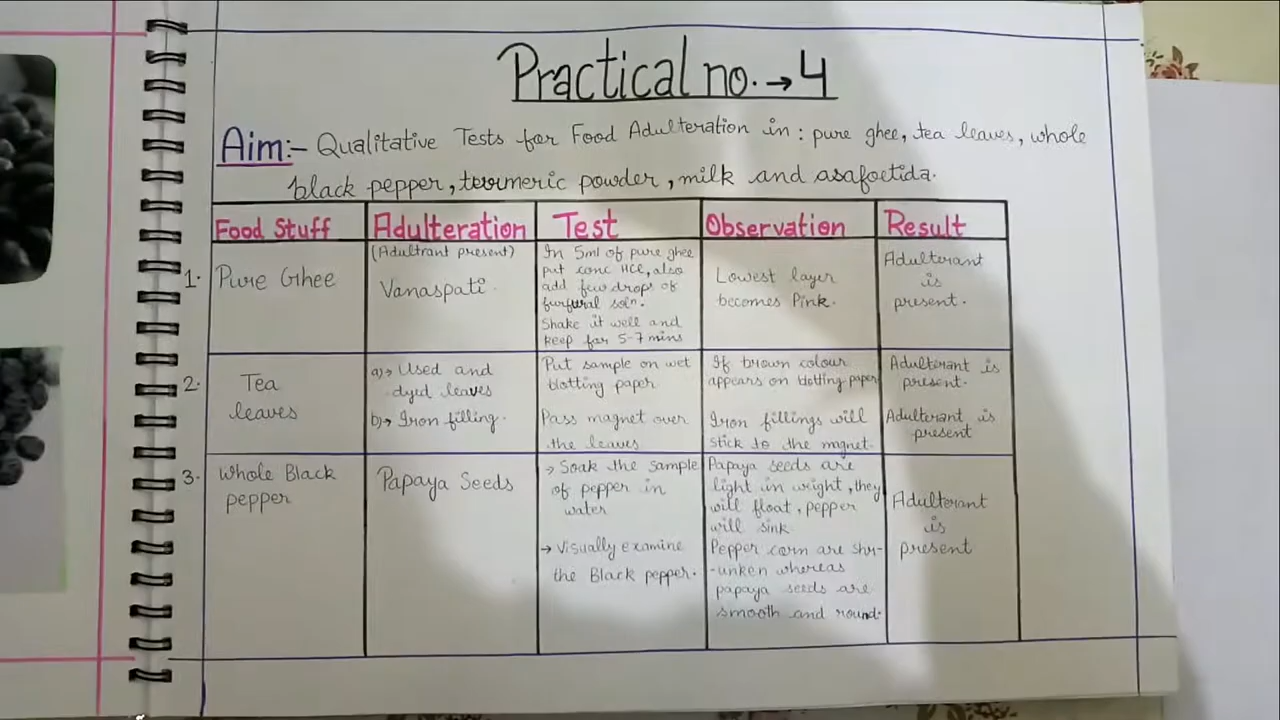 Practical no. → 4
Aim:- Qualitative Tests for Food Adulteration in : pure ghee, tea leaves, whole
black pepper, turmeric powder, milk and asafoetida.
Food Stuff
Adulteration
Test
Observation
Result
1.
Pure Ghee
(Adultrant present)
Vanaspati
In 5ml of pure ghee
put conc HCl, also
add few drops of
furfural soln.
Shake it well and
keep for 5-7 mins
Lowest layer
becomes Pink.
Adulterant
is
present.
2.
Tea
leaves
a)→ Used and
dyed leaves
b)→ Iron filling.
Put sample on wet
blotting paper
Pass magnet over
the leaves
If brown colour
appears on blotting paper
Iron fillings will
stick to the magnet.
Adulterant is
present.
Adulterant is
present
3.
Whole Black
pepper
Papaya Seeds
→ Soak the sample
of pepper in
water
→ Visually examine
the Black pepper.
Papaya seeds are
light in wright, they
will float, pepper
will sink
Pepper corn are shr-
-unken whereas
papaya seeds are
smooth and round.
Adulterant
is
present